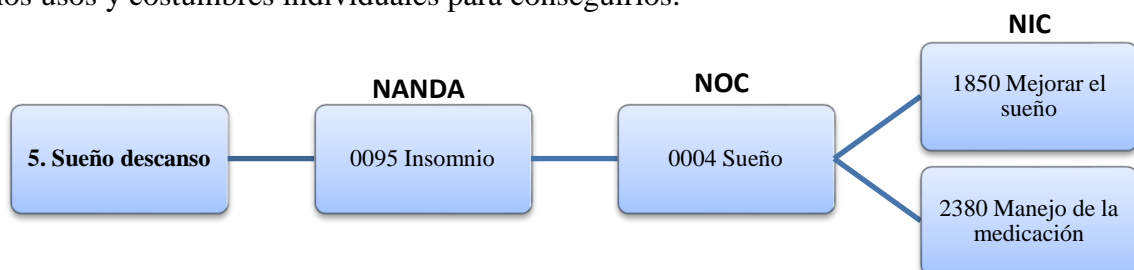 los usos y costumbres individuales para conseguirlos.
NIC
NANDA
NOC
1850 Mejorar el
sueño
5. Sueño descanso
0095 Insomnio
0004 Sueño
2380 Manejo de la
medicación